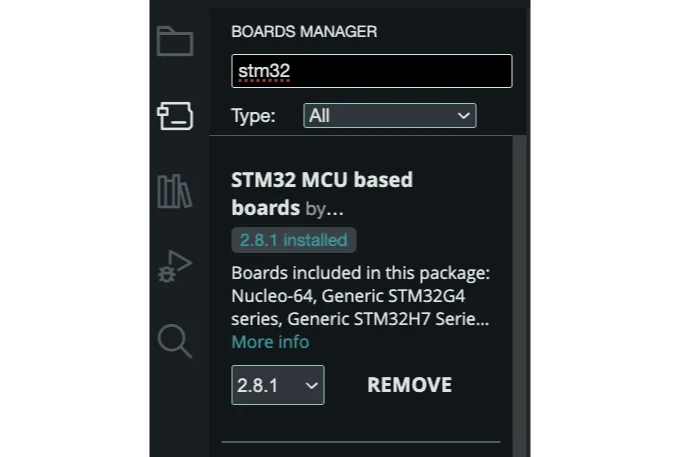 BOARDS MANAGER
stm32
Type: All
STM32 MCU based
boards by...
2.8.1 installed
Boards included in this package:
Nucleo-64, Generic STM32G4
series, Generic STM32H7 Serie...
More info
2.8.1 REMOVE